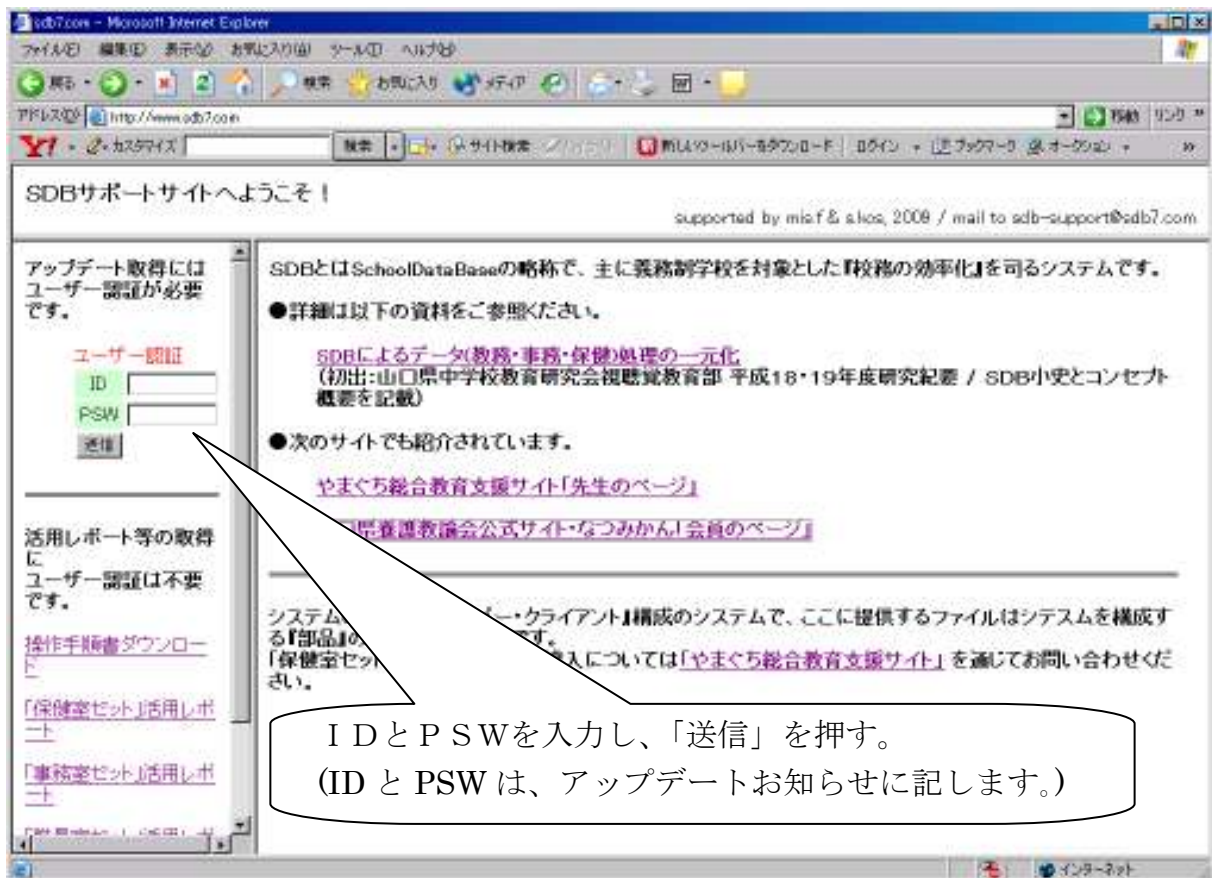 sdb7.com - Microsoft Internet Explorer
ファイル(F) 編集(E) 表示(V) お気に入り(A) ツール(T) ヘルプ(H)
戻る 検索 お気に入り メディア
アドレス(D) http://www.sdb7.com 移動 リンク »
Y! カスタマイズ 検索 サイト検索 新しいツールバーをダウンロード ログイン ブックマーク オークション »
SDBサポートサイトへようこそ！
supported by mis.f & s.kos, 2008 / mail to sdb-support@sdb7.com
アップデート取得には
ユーザー認証が必要
です。
ユーザー認証
ID
PSW
送信
活用レポート等の取得
に
ユーザー認証は不要
です。
操作手順書ダウンロー
ド
「保健室セット」活用レポ
ート
「事務室セット」活用レポ
ート
SDBとはSchoolDataBaseの略称で、主に義務制学校を対象とした『校務の効率化』を司るシステムです。
●詳細は以下の資料をご参照ください。
SDBによるデータ(教務・事務・保健)処理の一元化
(初出:山口県中学校教育研究会視聴覚教育部 平成18・19年度研究紀要 / SDB小史とコンセプト
概要を記載)
●次のサイトでも紹介されています。
やまぐち総合教育支援サイト「先生のページ」
口県養護教諭会公式サイト・なつみかん「会員のページ」
システム ー・クライアント』構成のシステムで、ここに提供するファイルはシテスムを構成す
る『部品』の です。
「保健室セッ 入については「やまぐち総合教育支援サイト」を通じてお問い合わせくだ
さい。
ＩＤとＰＳＷを入力し、「送信」を押す。
(ID と PSW は、アップデートお知らせに記します。)
インターネット